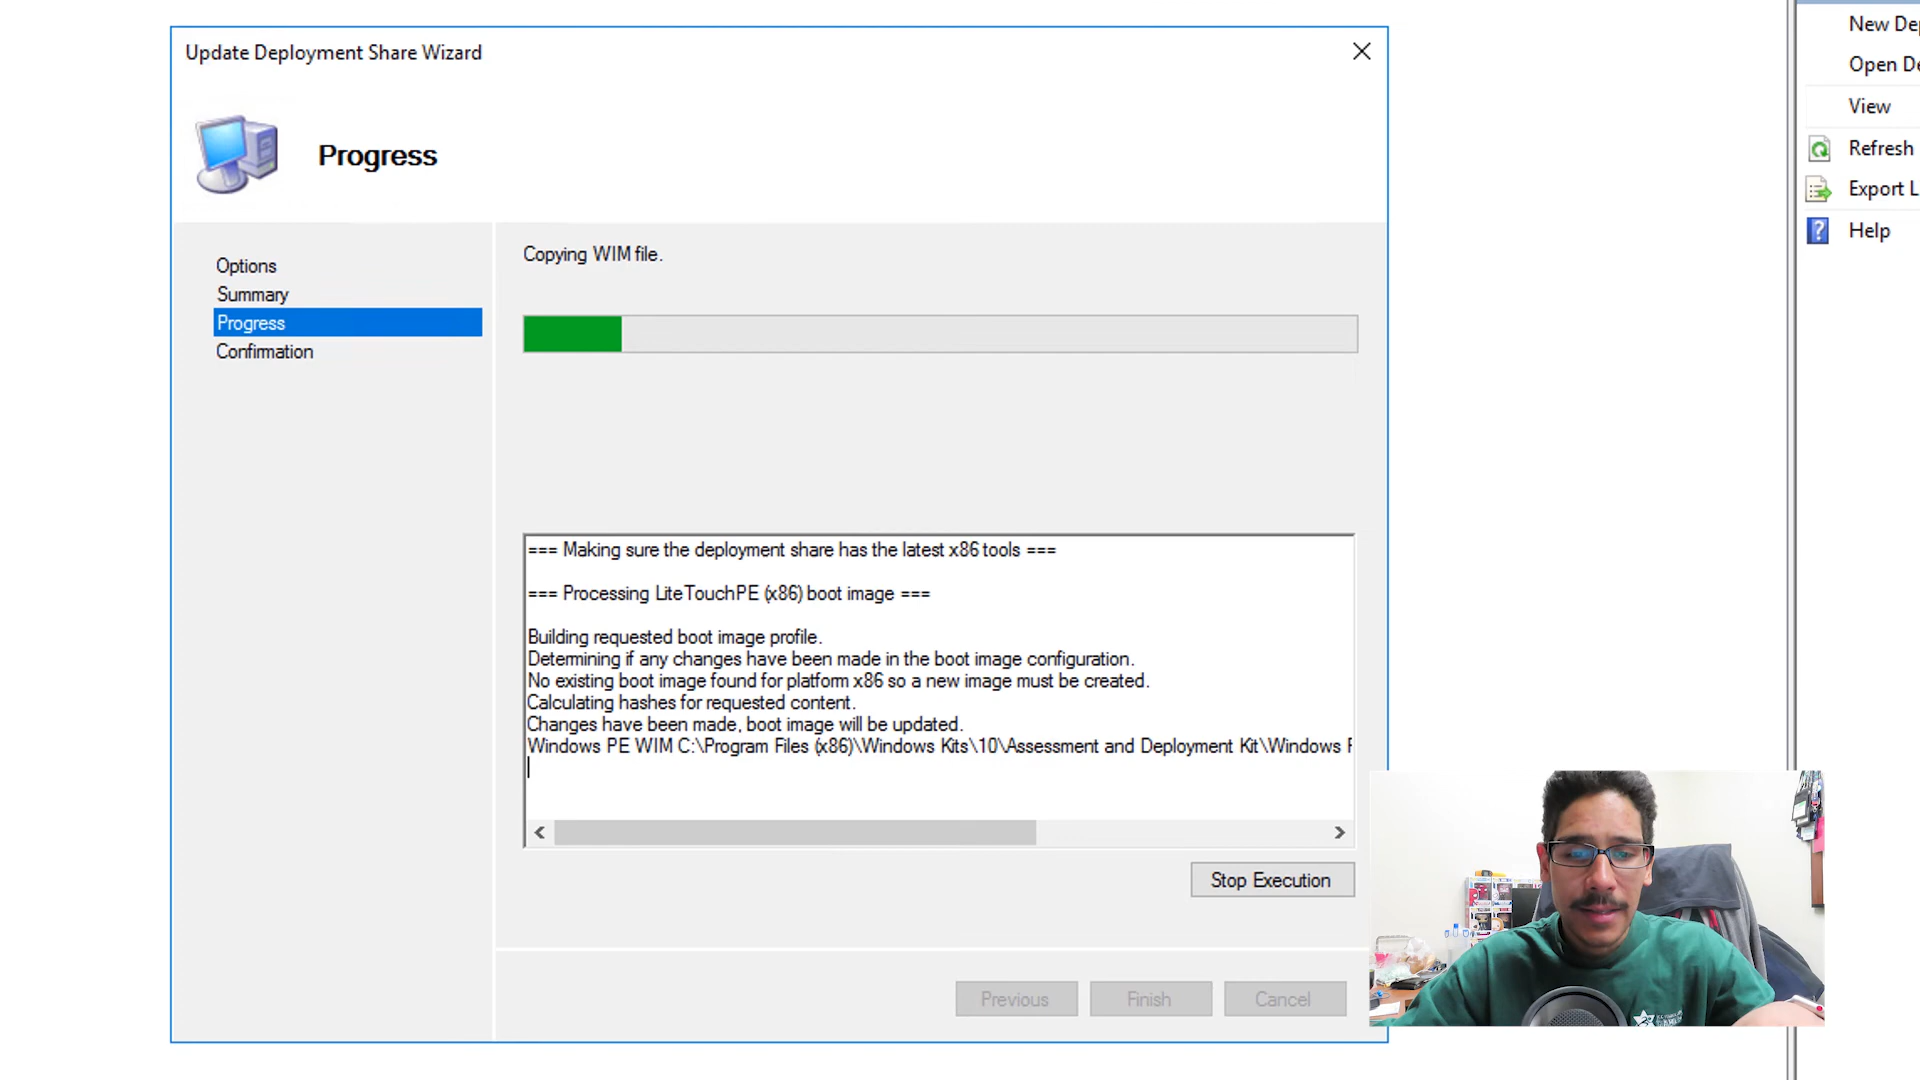 Update Deployment Share Wizard
Progress
Options
Summary
Progress
Confirmation
Copying WIM file.
=== Making sure the deployment share has the latest x86 tools ===
=== Processing LiteTouchPE (x86) boot image ===
Building requested boot image profile.
Determining if any changes have been made in the boot image configuration.
No existing boot image found for platform x86 so a new image must be created.
Calculating hashes for requested content.
Changes have been made, boot image will be updated.
Windows PE WIM C:\Program Files (x86)\Windows Kits\10\Assessment and Deployment Kit\Windows
Stop Execution
Previous
Finish
Cancel
New De
Open De
View
Refresh
Export L
Help